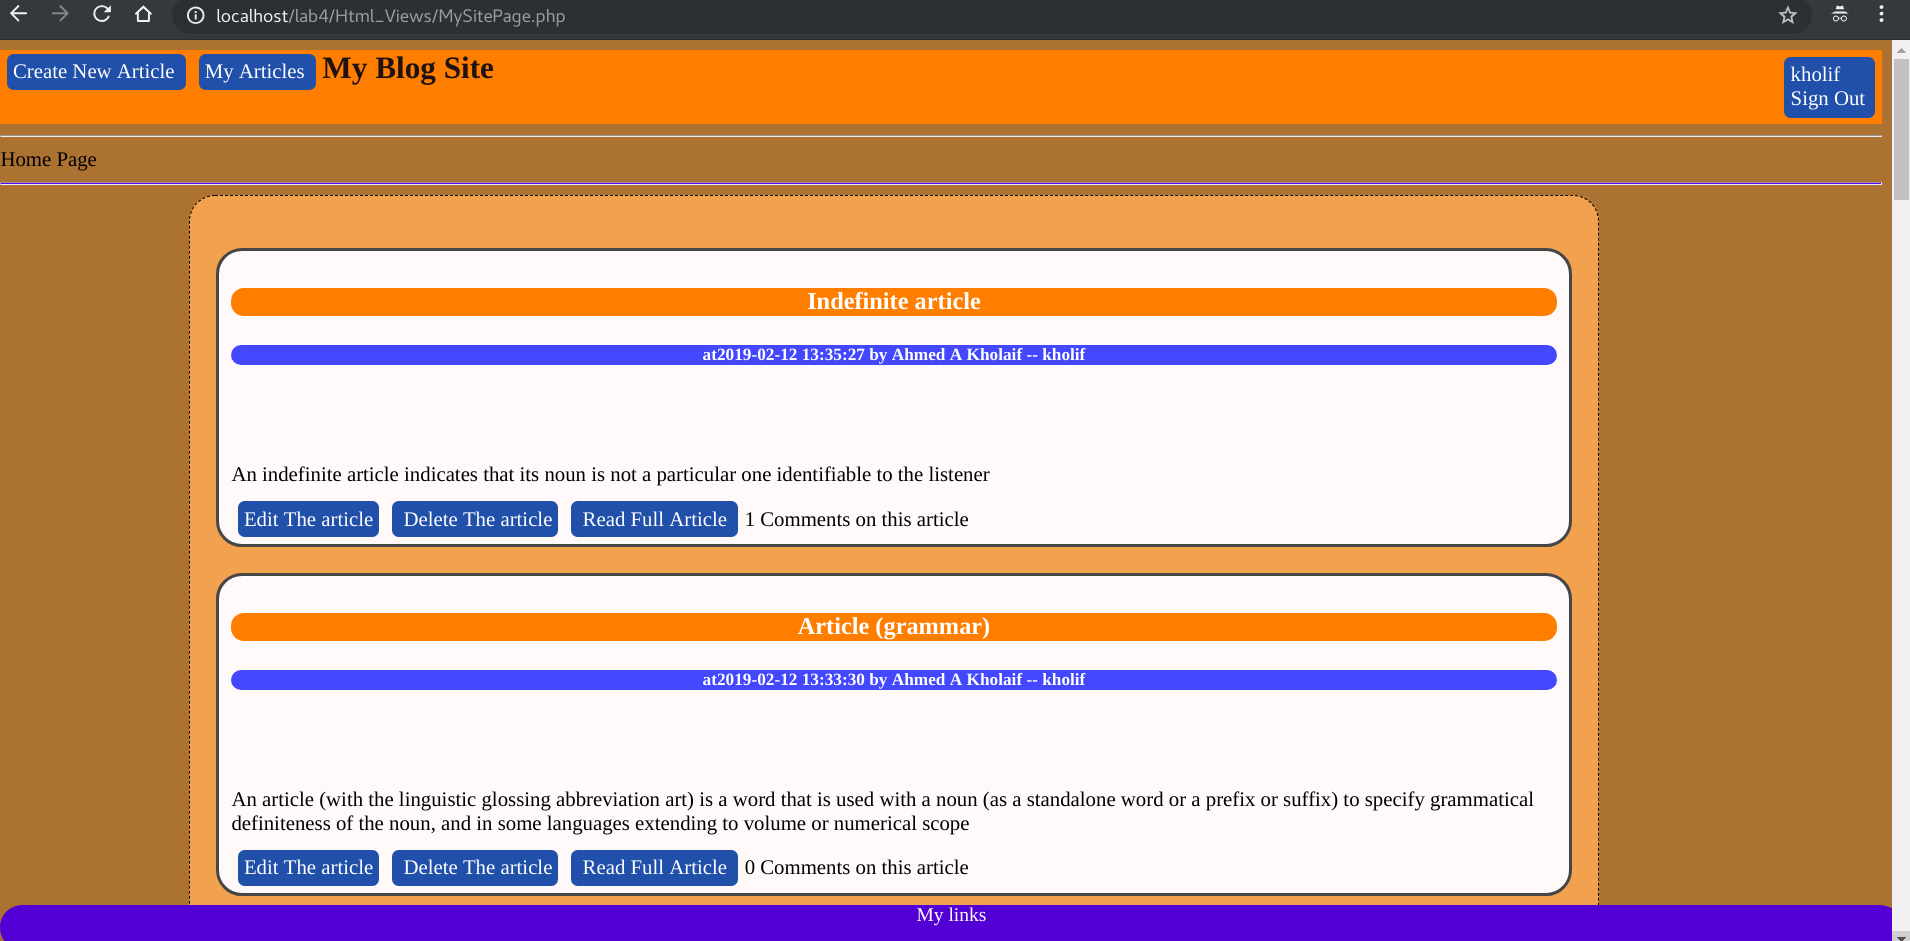 localhost/lab4/Html_Views/MySitePage.php
Create New Article My Articles My Blog Site
kholif
Sign Out
Home Page
Indefinite article
at2019-02-12 13:35:27 by Ahmed A Kholaif -- kholif
An indefinite article indicates that its noun is not a particular one identifiable to the listener
Edit The article Delete The article Read Full Article 1 Comments on this article
Article (grammar)
at2019-02-12 13:33:30 by Ahmed A Kholaif -- kholif
An article (with the linguistic glossing abbreviation art) is a word that is used with a noun (as a standalone word or a prefix or suffix) to specify grammatical
definiteness of the noun, and in some languages extending to volume or numerical scope
Edit The article Delete The article Read Full Article 0 Comments on this article
My links